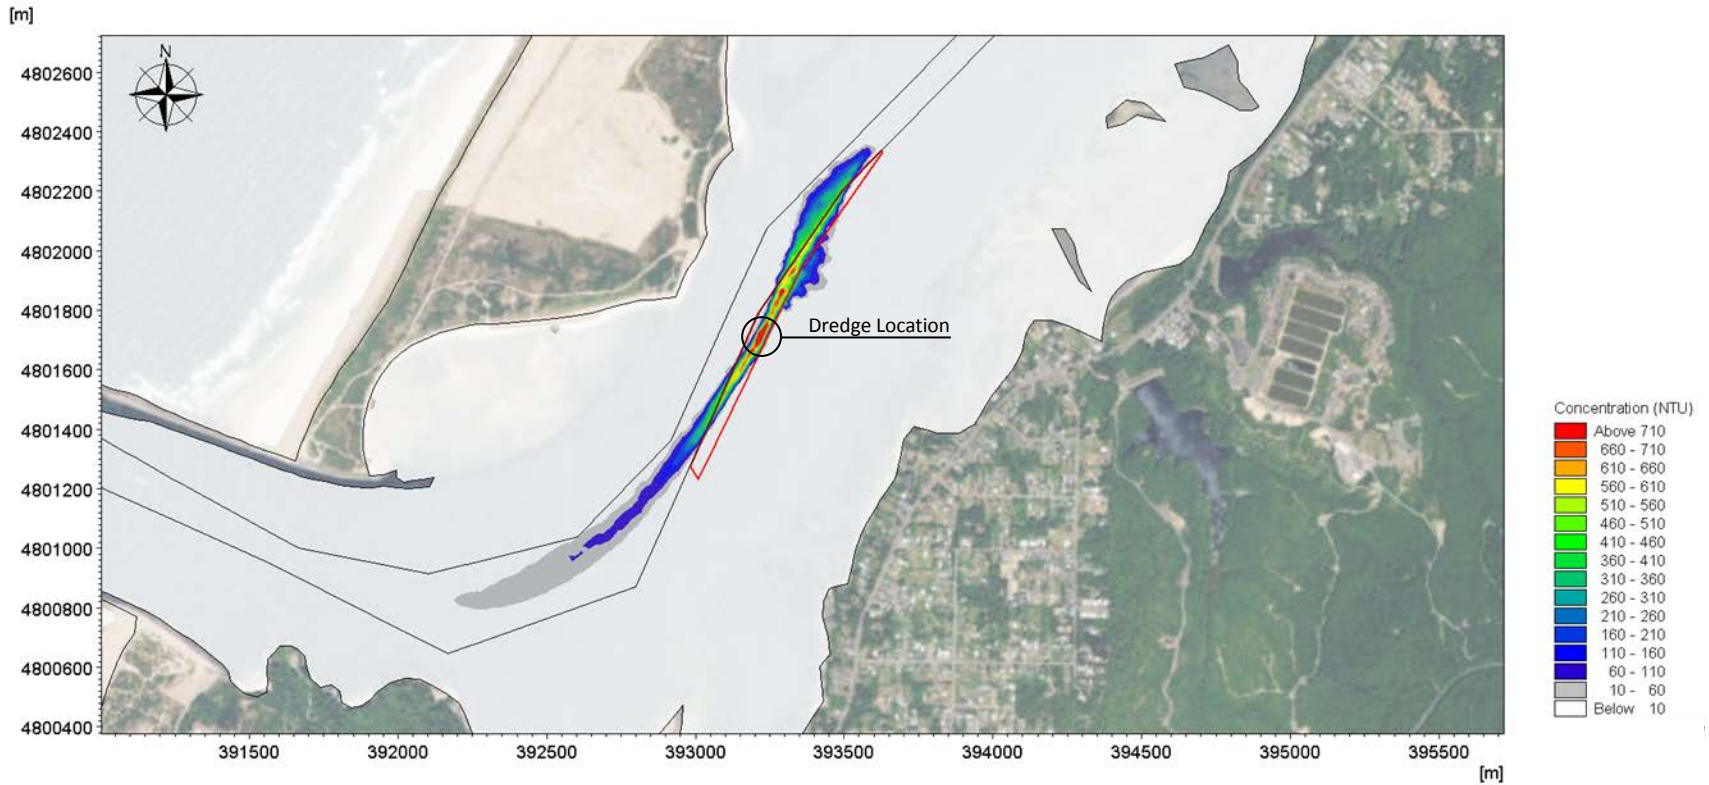 [m]
N
4802600
4802400
4802200
4802000
4801800
4801600
4801400
4801200
4801000
4800800
4800600
4800400
Dredge Location
391500 392000 392500 393000 393500 394000 394500 395000 395500
[m]
Concentration (NTU)
Above 710
660 - 710
610 - 660
560 - 610
510 - 560
460 - 510
410 - 460
360 - 410
310 - 360
260 - 310
210 - 260
160 - 210
110 - 160
60 - 110
10 - 60
Below 10